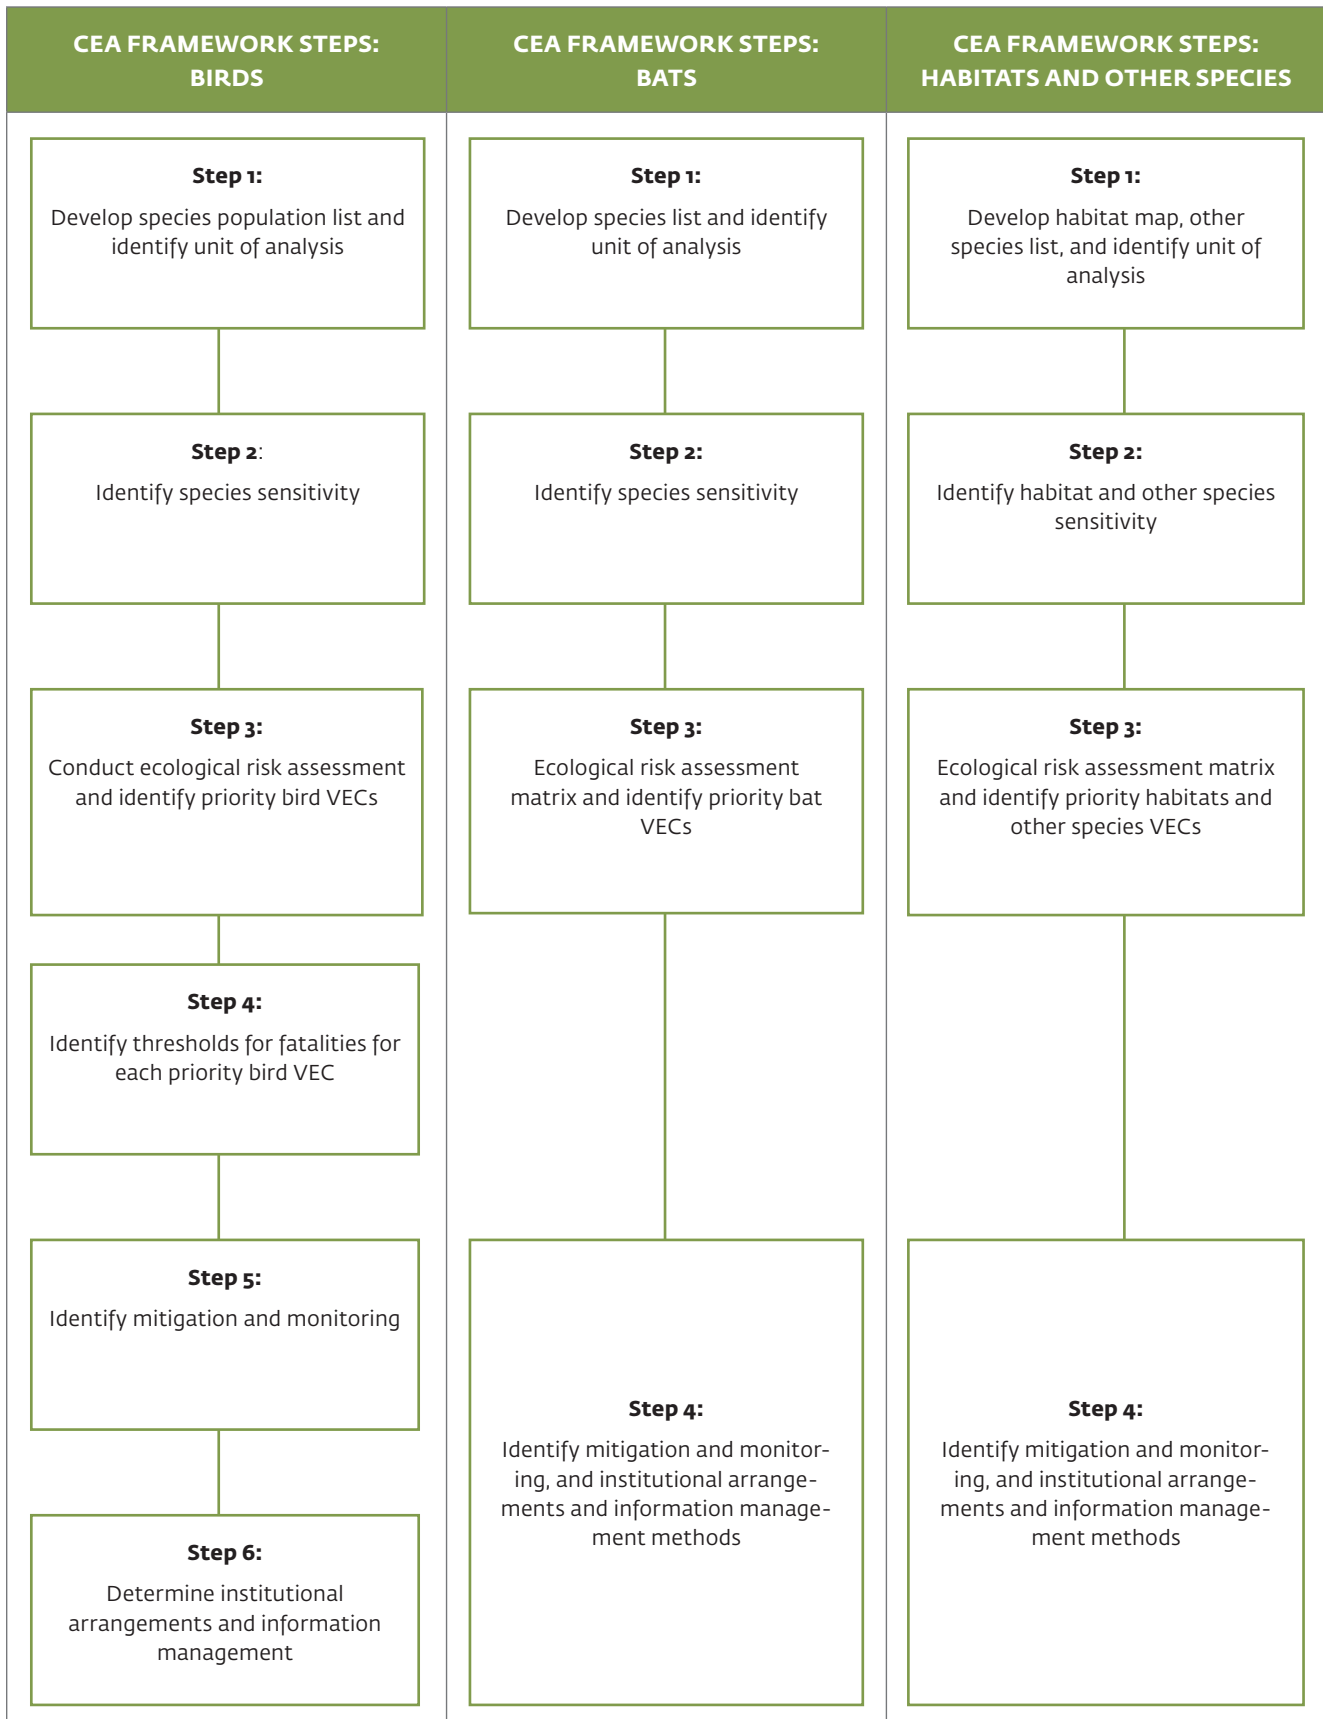 CEA FRAMEWORK STEPS:
BIRDS
CEA FRAMEWORK STEPS:
BATS
CEA FRAMEWORK STEPS:
HABITATS AND OTHER SPECIES
Step 1:
Develop species population list and
identify unit of analysis
Step 2:
Identify species sensitivity
Step 3:
Conduct ecological risk assessment
and identify priority bird VECs
Step 4:
Identify thresholds for fatalities for
each priority bird VEC
Step 5:
Identify mitigation and monitoring
Step 6:
Determine institutional
arrangements and information
management
Step 1:
Develop species list and identify
unit of analysis
Step 2:
Identify species sensitivity
Step 3:
Ecological risk assessment
matrix and identify priority bat
VECs
Step 4:
Identify mitigation and monitor-
ing, and institutional arrange-
ments and information manage-
ment methods
Step 1:
Develop habitat map, other
species list, and identify unit of
analysis
Step 2:
Identify habitat and other species
sensitivity
Step 3:
Ecological risk assessment matrix
and identify priority habitats and
other species VECs
Step 4:
Identify mitigation and monitor-
ing, and institutional arrange-
ments and information manage-
ment methods